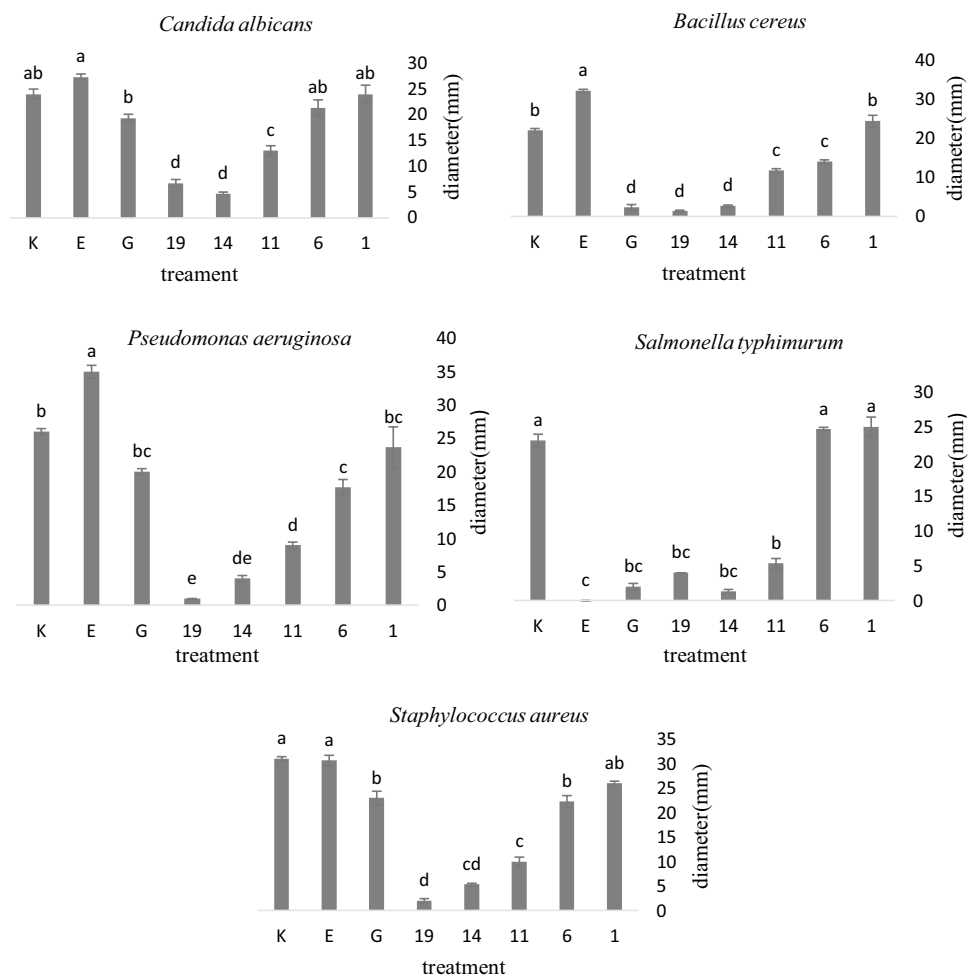 Candida albicans
ab a b d d c ab ab
30
25
20
15
10
5
0
diameter(mm)
K E G 19 14 11 6 1
treament
Bacillus cereus
b a d d d c c b
40
30
20
10
0
diameter(mm)
K E G 19 14 11 6 1
treatment
Pseudomonas aeruginosa
b a bc e de d c bc
40
35
30
25
20
15
10
5
0
diameter(mm)
K E G 19 14 11 6 1
treatment
Salmonella typhimurum
a c bc bc bc b a a
30
25
20
15
10
5
0
diameter(mm)
K E G 19 14 11 6 1
treatment
Staphylococcus aureus
a a b d cd c b ab
35
30
25
20
15
10
5
0
diameter(mm)
K E G 19 14 11 6 1
treatment